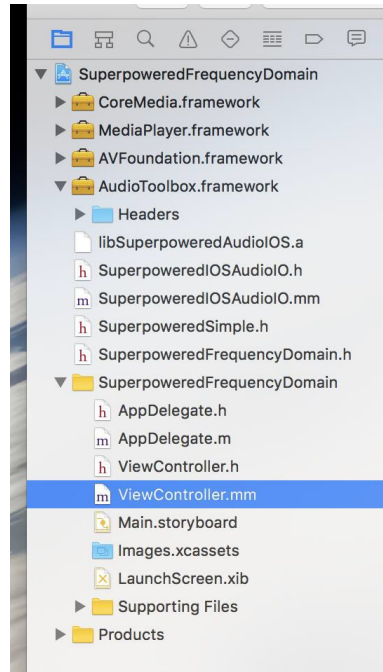 SuperpoweredFrequencyDomain
CoreMedia.framework
MediaPlayer.framework
AVFoundation.framework
AudioToolbox.framework
Headers
libSuperpoweredAudioIOS.a
h SuperpoweredIOSAudioIO.h
m SuperpoweredIOSAudioIO.mm
h SuperpoweredSimple.h
h SuperpoweredFrequencyDomain.h
SuperpoweredFrequencyDomain
h AppDelegate.h
m AppDelegate.m
h ViewController.h
m ViewController.mm
Main.storyboard
Images.xcassets
LaunchScreen.xib
Supporting Files
Products